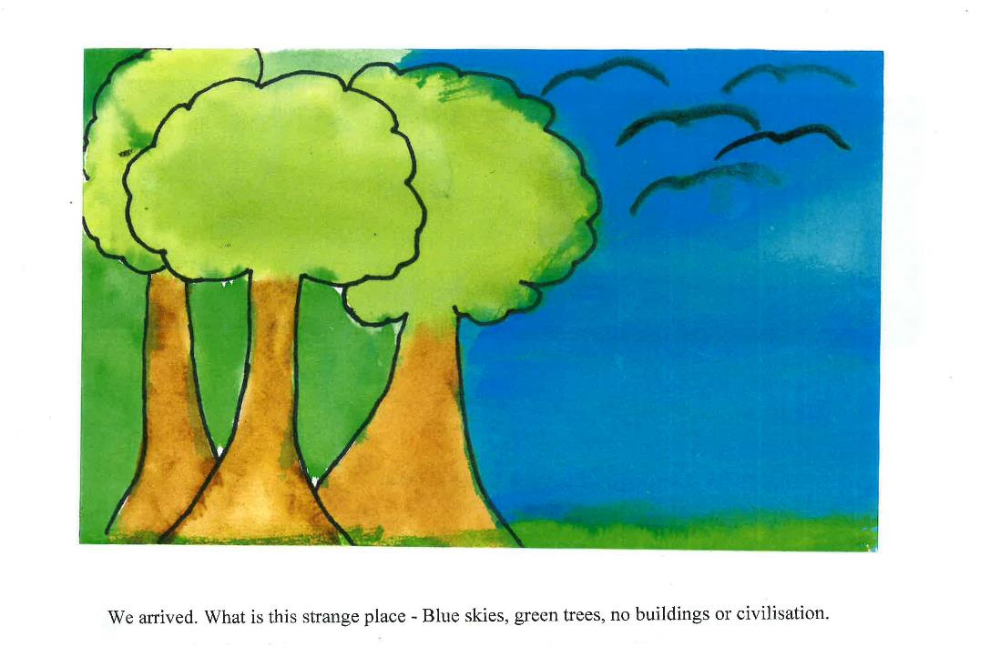 We arrived. What is this strange place - Blue skies, green trees, no buildings or civilisation.